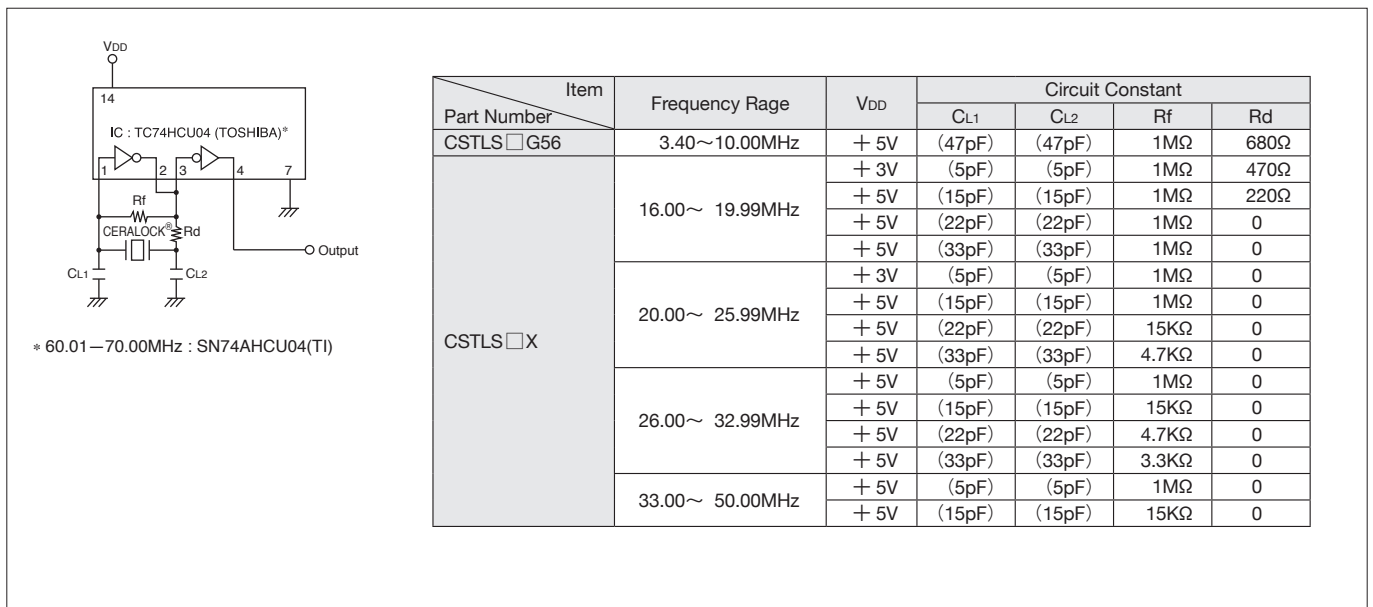 VDD
14
IC : TC74HCU04 (TOSHIBA)*
1 2 3 4 7
Rf
CERALOCK® Rd
Output
CL1 CL2
* 60.01—70.00MHz : SN74AHCU04(TI)
Item Part Number Frequency Rage VDD Circuit Constant
CL1 CL2 Rf Rd
CSTLS□G56 3.40～10.00MHz ＋5V (47pF) (47pF) 1MΩ 680Ω
CSTLS□X 16.00～ 19.99MHz ＋3V (5pF) (5pF) 1MΩ 470Ω
＋5V (15pF) (15pF) 1MΩ 220Ω
＋5V (22pF) (22pF) 1MΩ 0
＋5V (33pF) (33pF) 1MΩ 0
20.00～ 25.99MHz ＋3V (5pF) (5pF) 1MΩ 0
＋5V (15pF) (15pF) 1MΩ 0
＋5V (22pF) (22pF) 15KΩ 0
＋5V (33pF) (33pF) 4.7KΩ 0
26.00～ 32.99MHz ＋5V (5pF) (5pF) 1MΩ 0
＋5V (15pF) (15pF) 15KΩ 0
＋5V (22pF) (22pF) 4.7KΩ 0
＋5V (33pF) (33pF) 3.3KΩ 0
33.00～ 50.00MHz ＋5V (5pF) (5pF) 1MΩ 0
＋5V (15pF) (15pF) 15KΩ 0